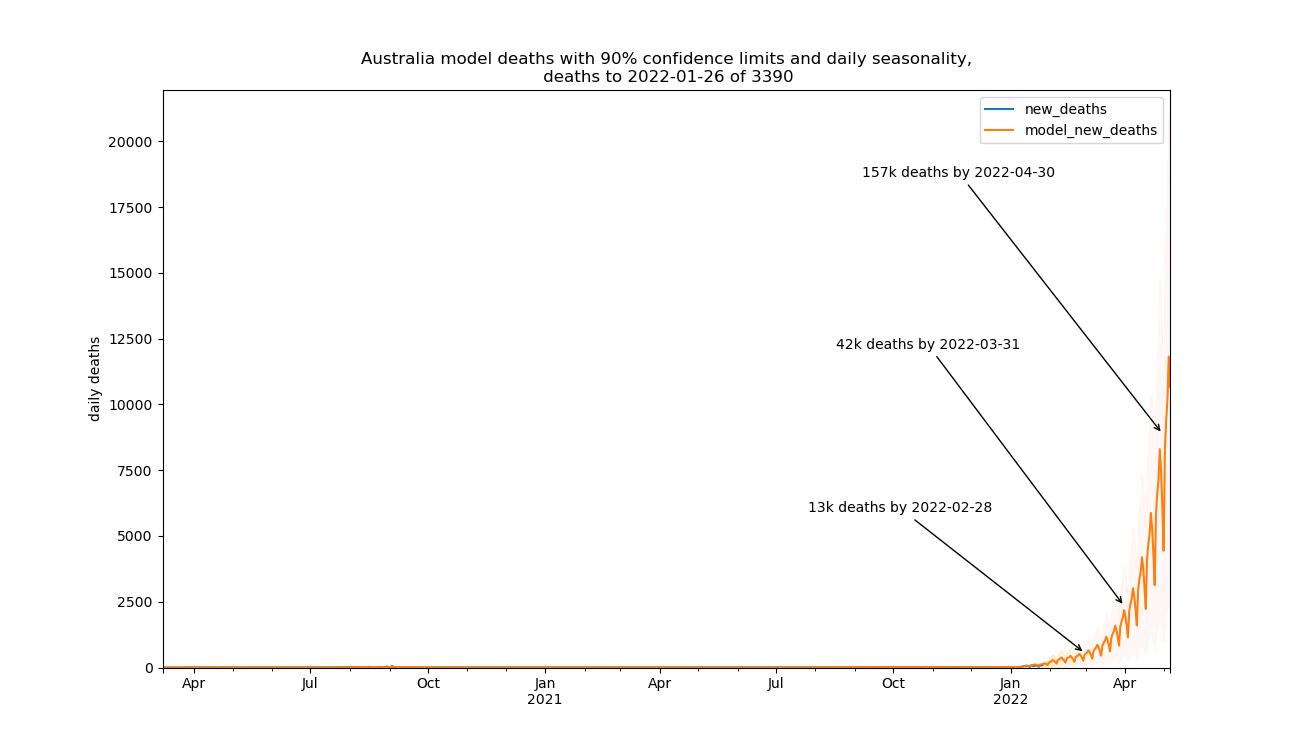 Australia model deaths with 90% confidence limits and daily seasonality,
deaths to 2022-01-26 of 3390
new_deaths
model_new_deaths
daily deaths
20000
17500
15000
12500
10000
7500
5000
2500
0
157k deaths by 2022-04-30
42k deaths by 2022-03-31
13k deaths by 2022-02-28
Apr
Jul
Oct
Jan
2021
Apr
Jul
Oct
Jan
2022
Apr